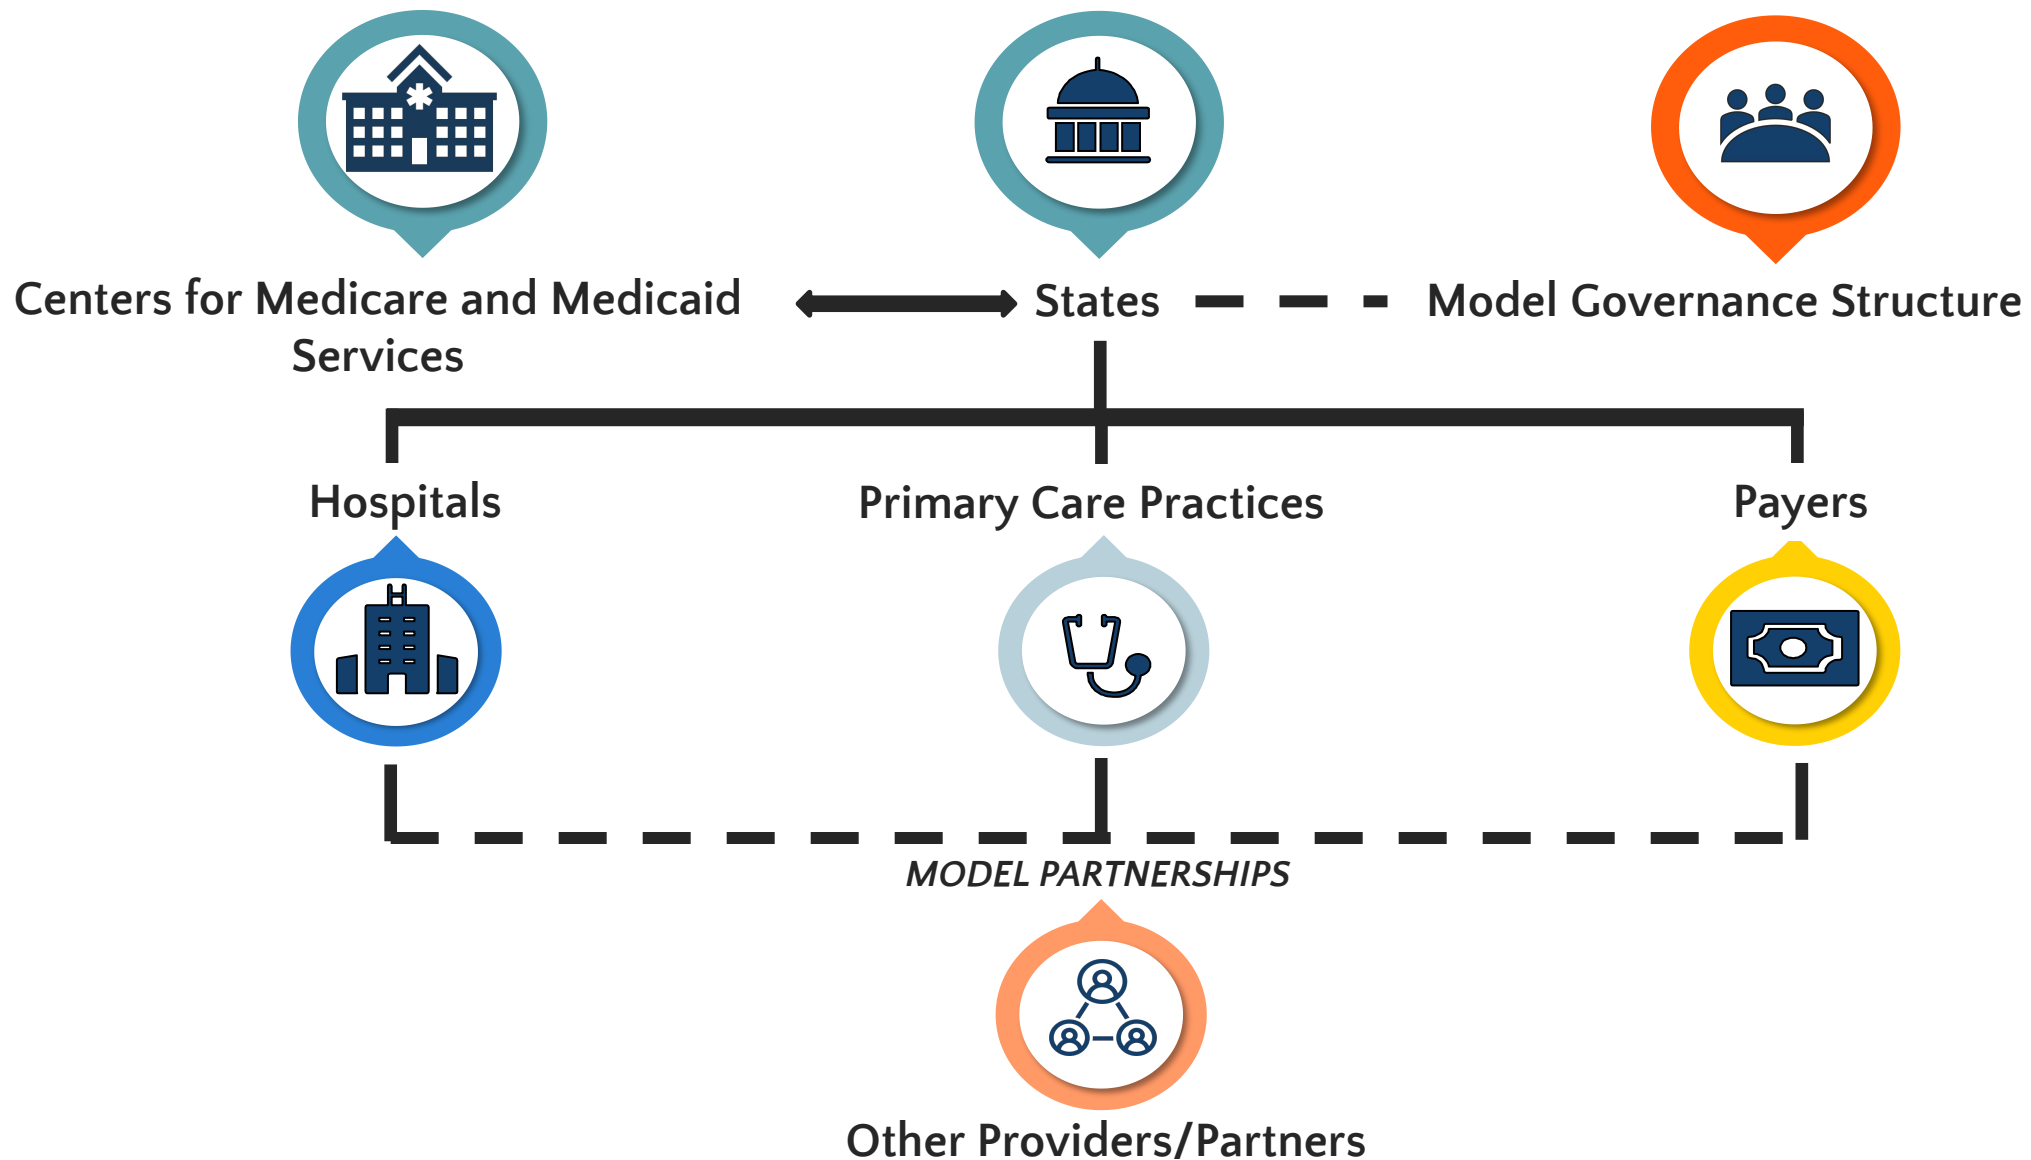 Centers for Medicare and Medicaid
Services
States
Model Governance Structure
Hospitals
Primary Care Practices
Payers
MODEL PARTNERSHIPS
Other Providers/Partners